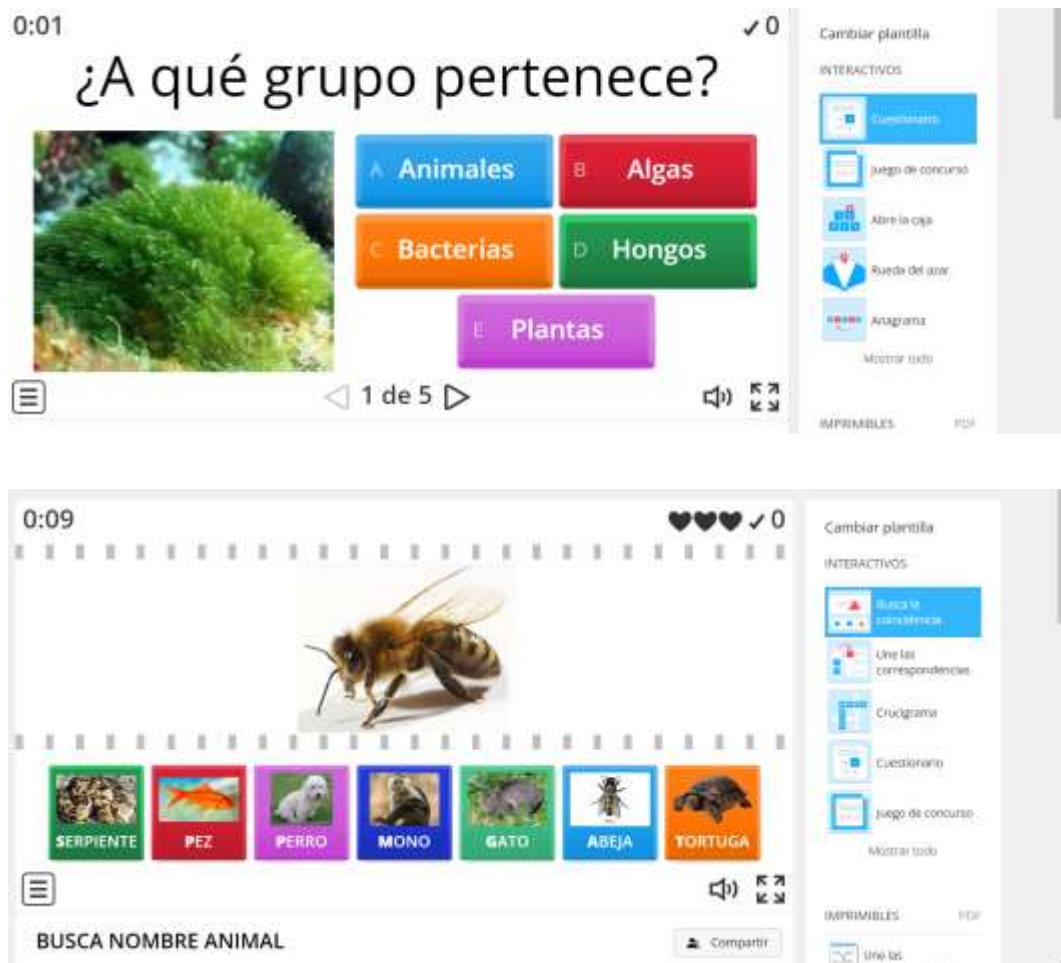 0:01
✓ 0
¿A qué grupo pertenece?
A Animales
B Algas
C Bacterias
D Hongos
E Plantas
1 de 5
Cambiar plantilla
INTERACTIVOS
Cuestionario
Juego de concurso
Abre la caja
Rueda del azar
Anagrama
Mostrar todo
IMPRIMIBLES PDF
0:09
✓ 0
SERPIENTE
PEZ
PERRO
MONO
GATO
ABEJA
TORTUGA
BUSCA NOMBRE ANIMAL
Compartir
Cambiar plantilla
INTERACTIVOS
Busca la
coincidencia
Une las
correspondencias
Crucigrama
Cuestionario
Juego de concurso
Mostrar todo
IMPRIMIBLES PDF
Une las